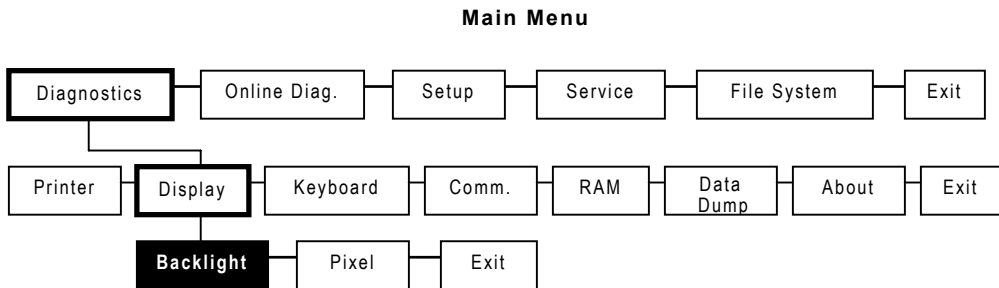 Main Menu
Diagnostics Online Diag. Setup Service File System Exit
Printer Display Keyboard Comm. RAM Data Dump About Exit
Backlight Pixel Exit